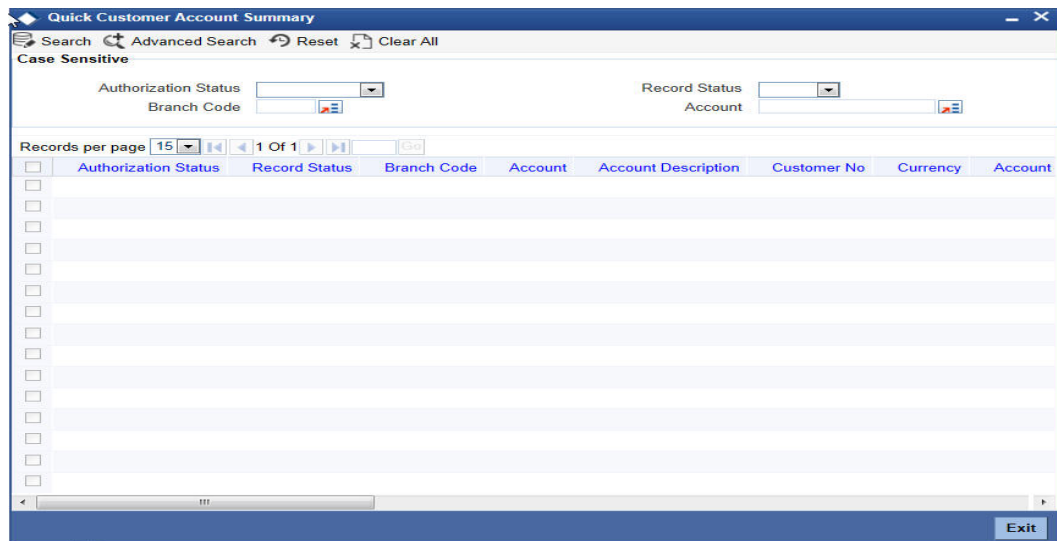 Quick Customer Account Summary
Search Advanced Search Reset Clear All
Case Sensitive
Authorization Status Record Status
Branch Code Account
Records per page 15 1 Of 1 Go
Authorization Status Record Status Branch Code Account Account Description Customer No Currency Account
Exit